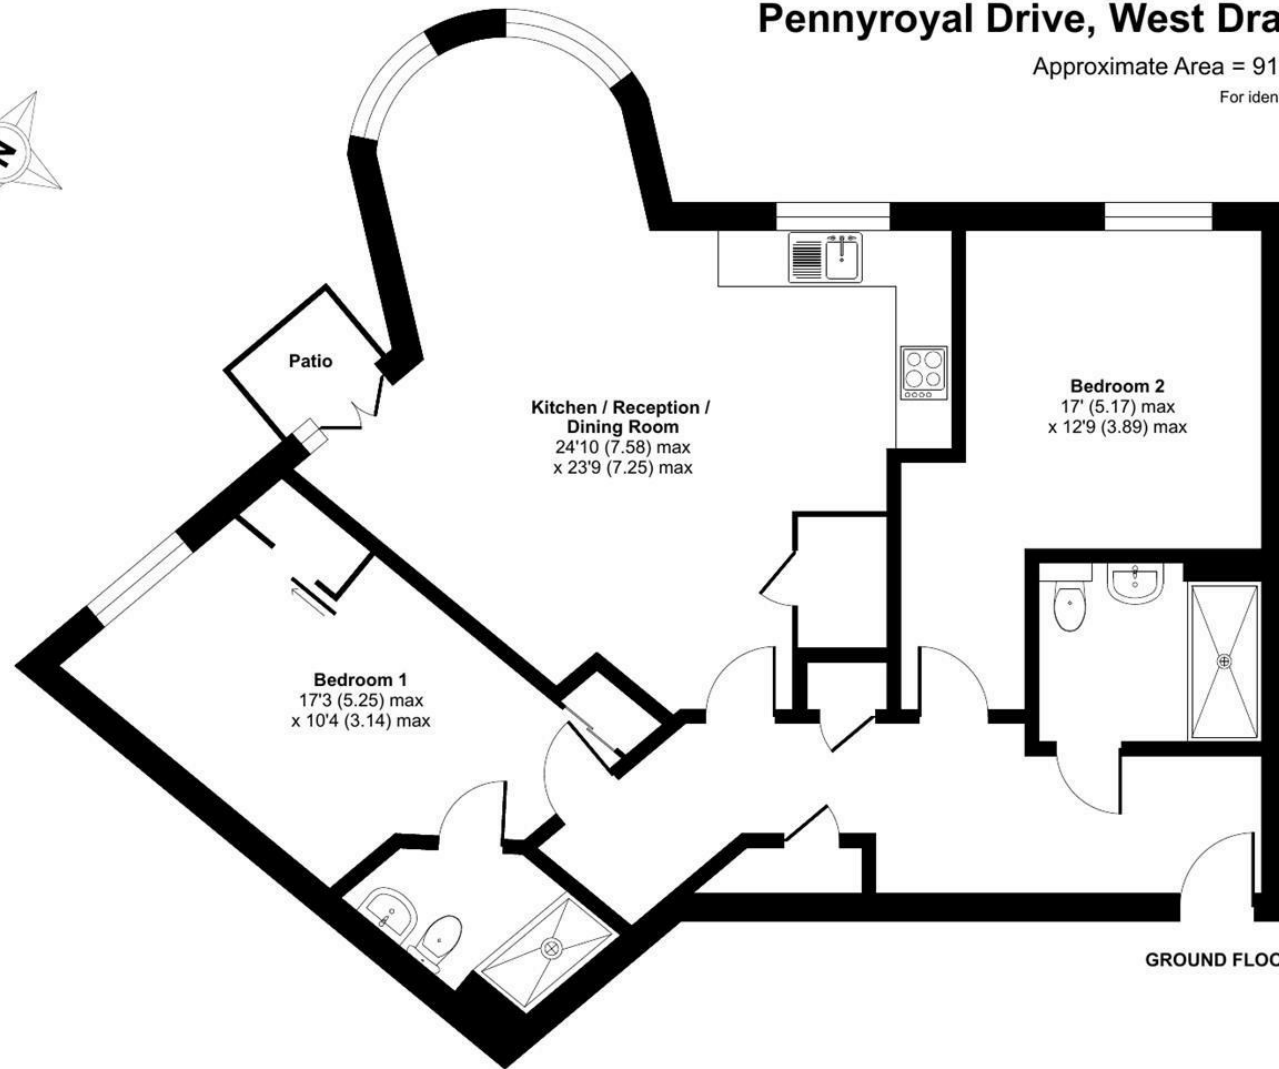 Pennyroyal Drive, West Dra
Approximate Area = 91
For iden
N
Patio
Kitchen / Reception /
Dining Room
24'10 (7.58) max
x 23'9 (7.25) max
Bedroom 2
17' (5.17) max
x 12'9 (3.89) max
Bedroom 1
17'3 (5.25) max
x 10'4 (3.14) max
GROUND FLOO